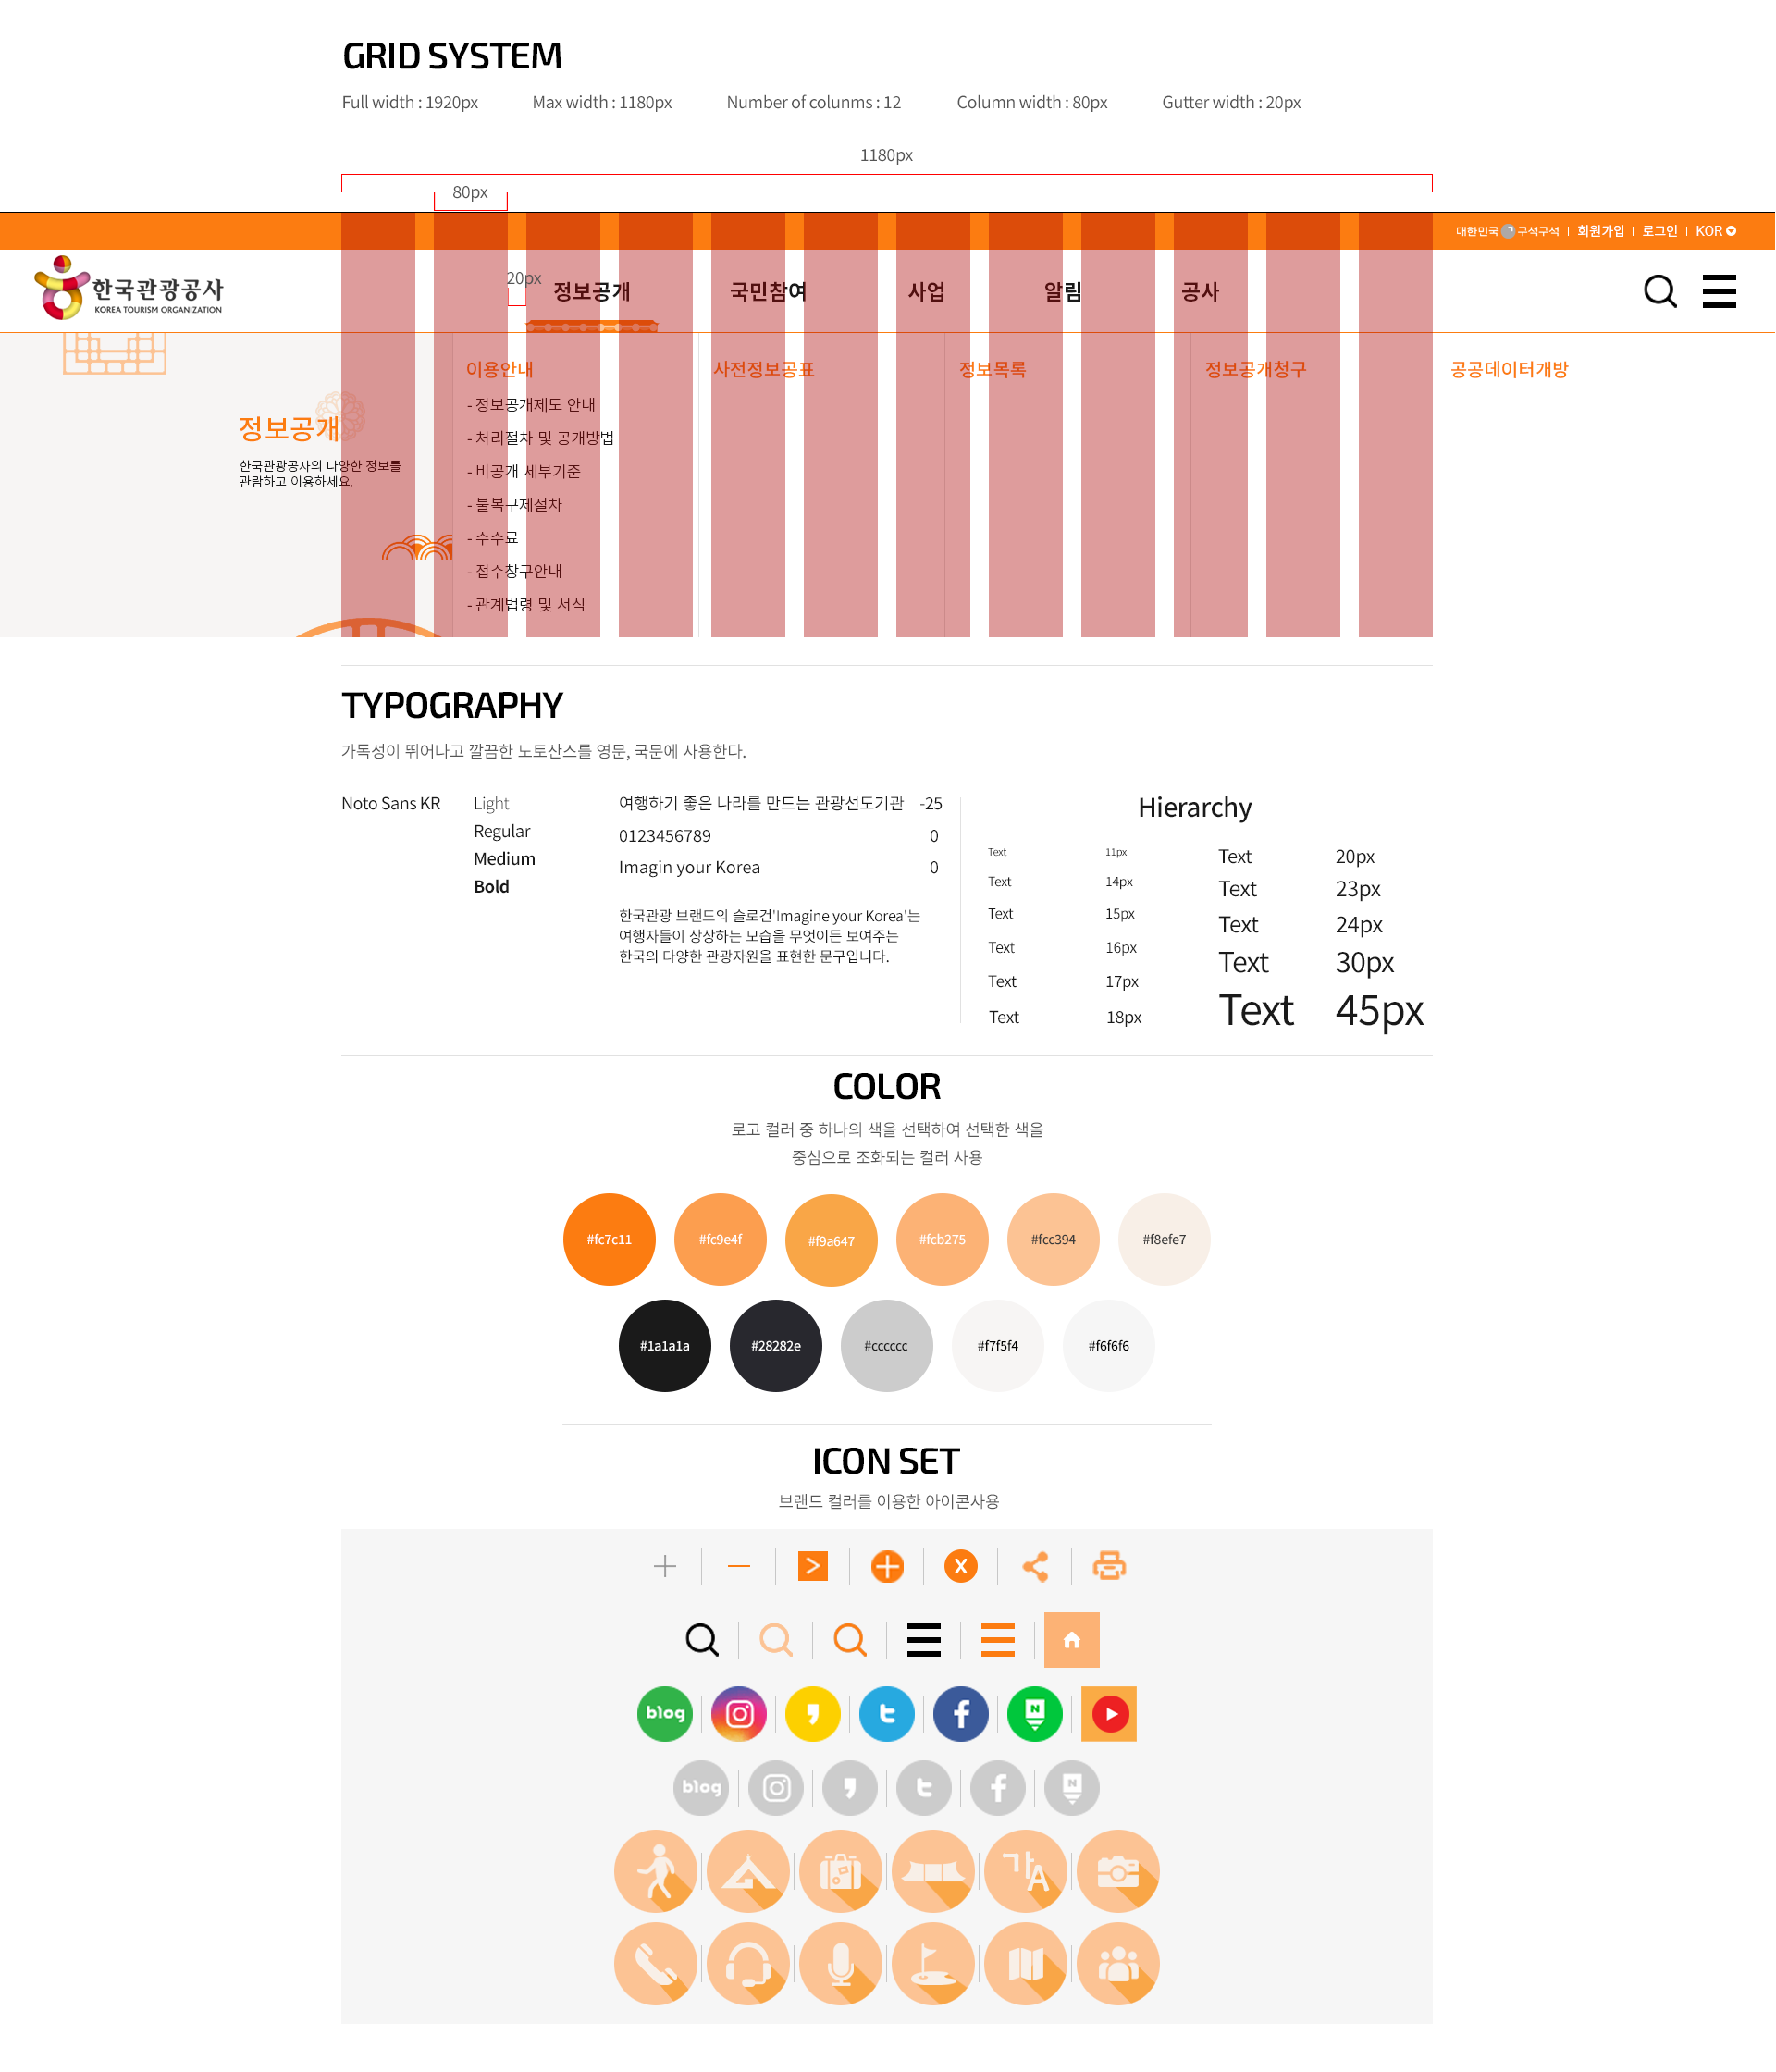 GRID SYSTEM
Full width : 1920px Max width : 1180px Number of colunms : 12 Column width : 80px Gutter width : 20px
1180px
80px
대한민국 구석구석 | 회원가입 | 로그인 | KOR
한국관광공사
KOREA TOURISM ORGANIZATION
20px
정보공개 국민참여 사업 알림 공사
정보공개
한국관광공사의 다양한 정보를
관람하고 이용하세요.
이용안내
- 정보공개제도 안내
- 처리절차 및 공개방법
- 비공개 세부기준
- 불복구제절차
- 수수료
- 접수창구안내
- 관계법령 및 서식
사전정보공표
정보목록
정보공개청구
공공데이터개방
TYPOGRAPHY
가독성이 뛰어나고 깔끔한 노토산스를 영문, 국문에 사용한다.
Noto Sans KR
Light
Regular
Medium
Bold
여행하기 좋은 나라를 만드는 관광선도기관 -25
0123456789 0
Imagin your Korea 0
한국관광 브랜드의 슬로건'Imagine your Korea'는
여행자들이 상상하는 모습을 무엇이든 보여주는
한국의 다양한 관광자원을 표현한 문구입니다.
Hierarchy
Text 11px
Text 14px
Text 15px
Text 16px
Text 17px
Text 18px
Text 20px
Text 23px
Text 24px
Text 30px
Text 45px
COLOR
로고 컬러 중 하나의 색을 선택하여 선택한 색을
중심으로 조화되는 컬러 사용
#fc7c11 #fc9e4f #f9a647 #fcb275 #fcc394 #f8efe7
#1a1a1a #28282e #cccccc #f7f5f4 #f6f6f6
ICON SET
브랜드 컬러를 이용한 아이콘사용
X
blog t f N
blog t f N
가A